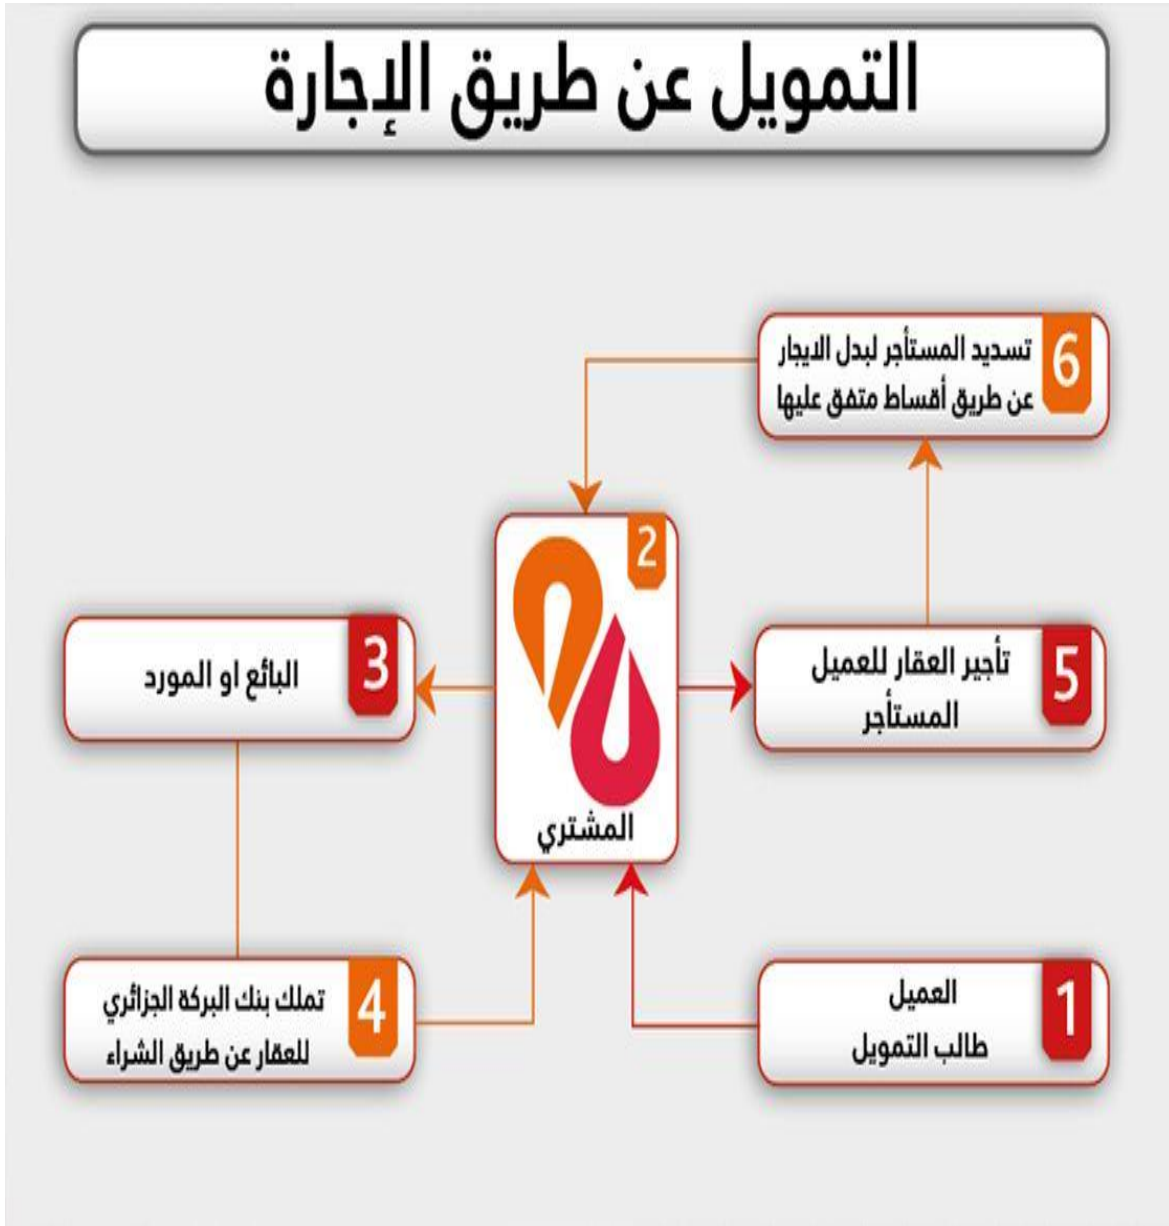 التمويل عن طريق الإجارة
6
تسديد المستأجر لبدل الايجار
عن طريق أقساط متفق عليها
2
المشتري
3
البائع او المورد
5
تأجير العقار للعميل
المستأجر
4
تملك بنك البركة الجزائري
للعقار عن طريق الشراء
1
العميل
طالب التمويل